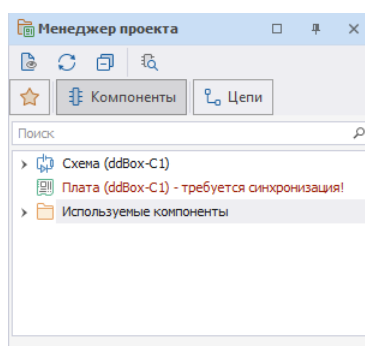 Менеджер проекта
Компоненты Цепи
Поиск
Схема (ddBox-C1)
Плата (ddBox-C1) - требуется синхронизация!
Используемые компоненты